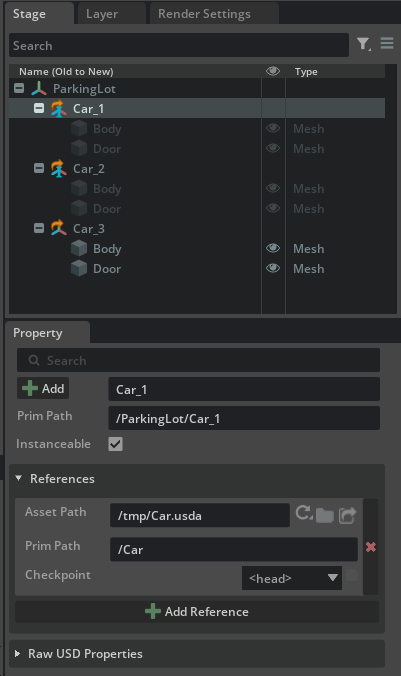 Stage Layer Render Settings
Search
Name (Old to New) Type
ParkingLot
Car_1
Body Mesh
Door Mesh
Car_2
Body Mesh
Door Mesh
Car_3
Body Mesh
Door Mesh
Property
Search
Add Car_1
Prim Path /ParkingLot/Car_1
Instanceable
References
Asset Path /tmp/Car.usda
Prim Path /Car
Checkpoint <head>
Add Reference
Raw USD Properties